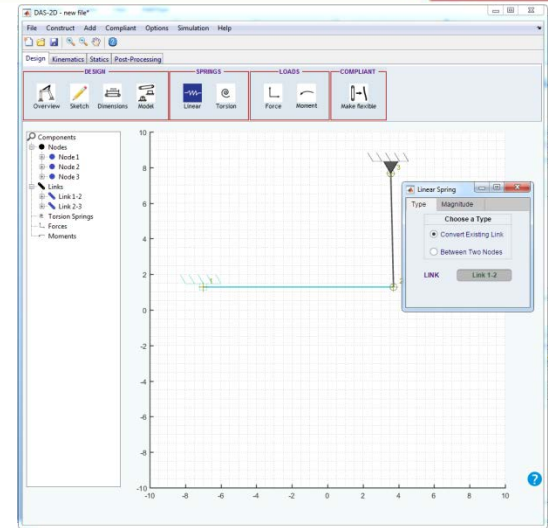 DAS-2D - new file*
File Construct Add Compliant Options Simulation Help
Design Kinematics Statics Post-Processing
DESIGN SPRINGS LOADS COMPLIANT
Overview Sketch Dimensions Model Linear Torsion Force Moment Make flexible
Components
Nodes
Node 1
Node 2
Node 3
Links
Link 1-2
Link 2-3
Torsion Springs
Forces
Moments
10
8
6
4
2
0
-2
-4
-6
-8
-10
-10 -8 -6 -4 -2 0 2 4 6 8 10
3
Linear Spring
Type Magnitude
Choose a Type
Convert Existing Link
Between Two Nodes
LINK Link 1-2